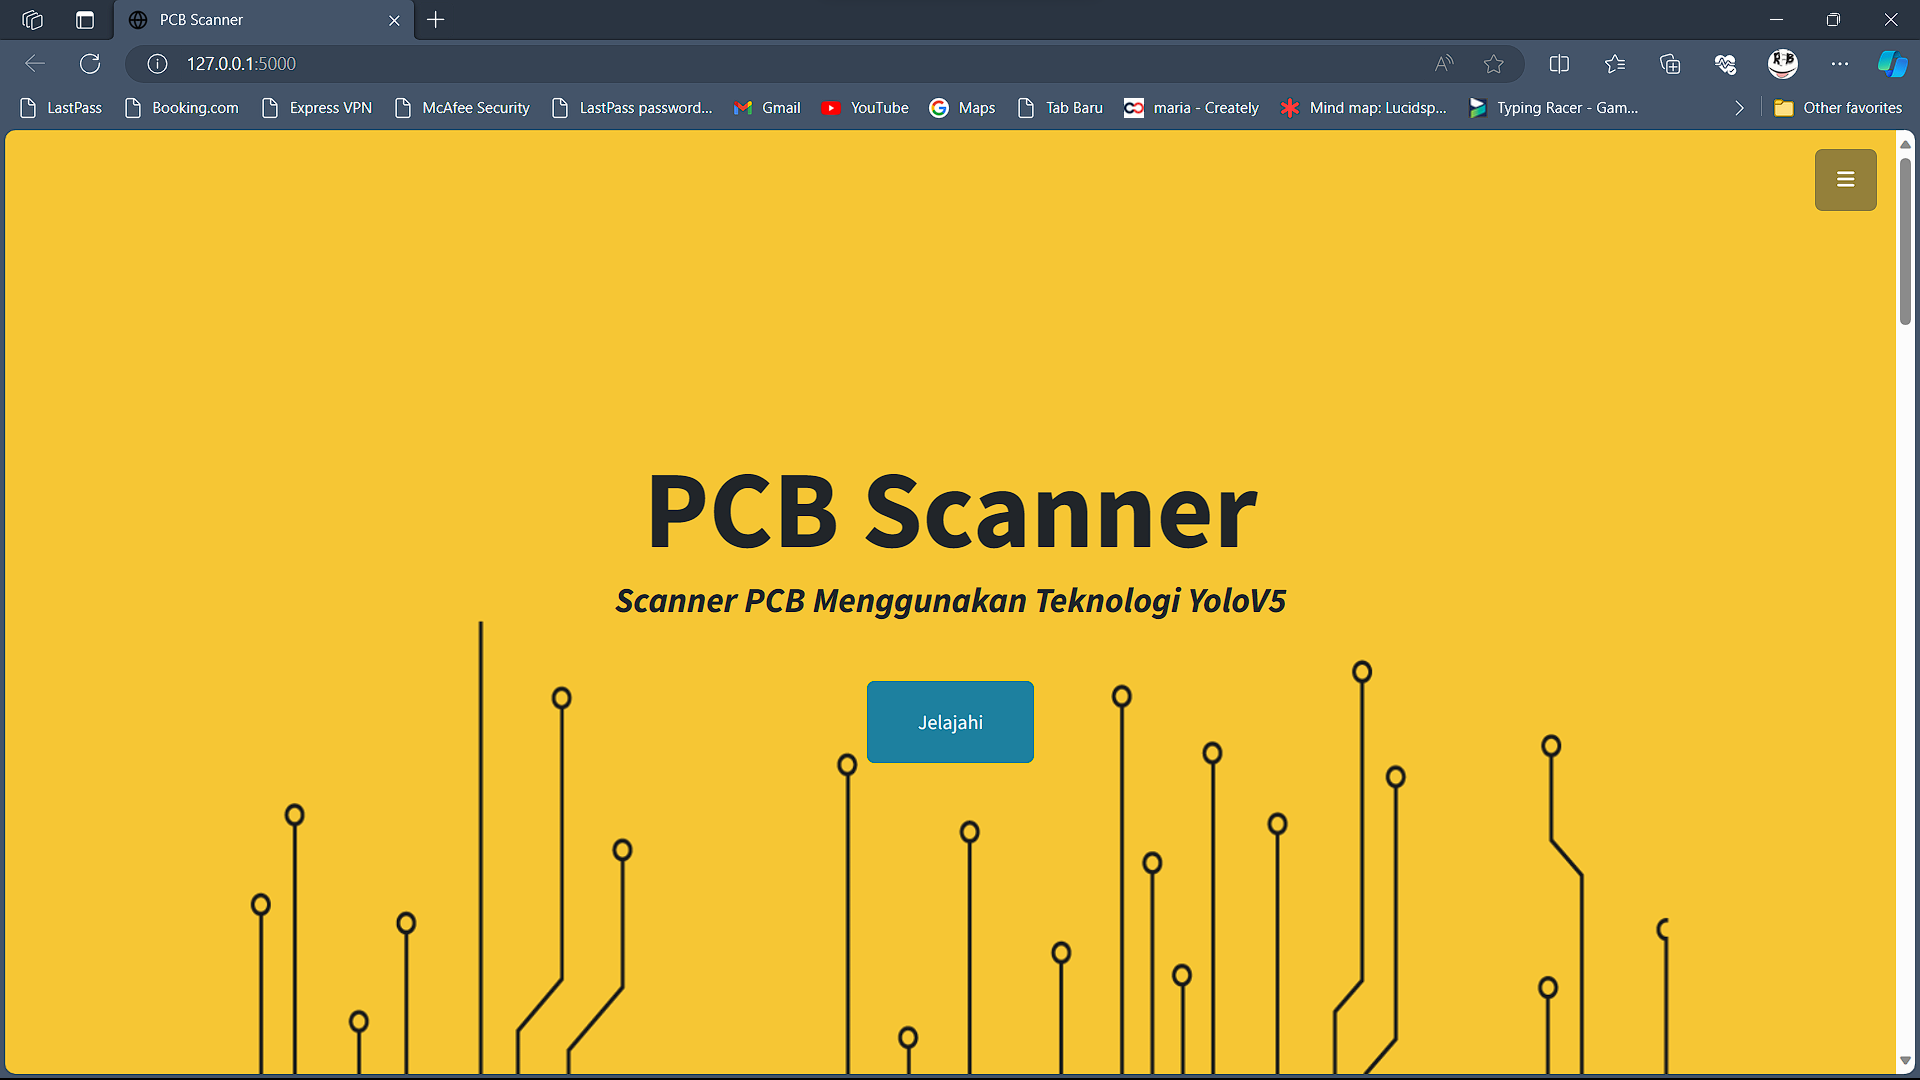 PCB Scanner
127.0.0.1:5000
LastPass Booking.com Express VPN McAfee Security LastPass password... Gmail YouTube Maps Tab Baru maria - Creately Mind map: Lucidsp... Typing Racer - Gam... Other favorites
PCB Scanner
Scanner PCB Menggunakan Teknologi YoloV5
Jelajahi